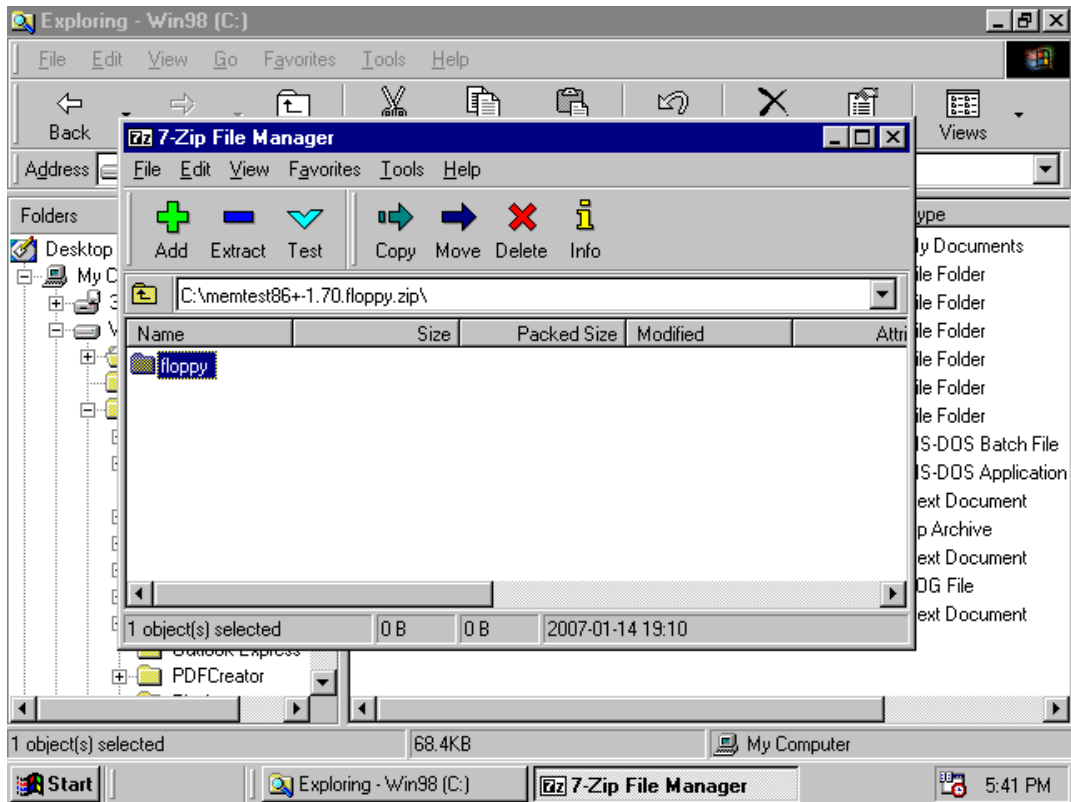 Exploring - Win98 (C:)
File Edit View Go Favorites Tools Help
Back Views
Address
Folders
Desktop
My C
7-Zip File Manager
File Edit View Favorites Tools Help
Add Extract Test Copy Move Delete Info
C:\memtest86+-1.70.floppy.zip\
Name Size Packed Size Modified Attri
floppy
1 object(s) selected 0 B 0 B 2007-01-14 19:10
ype
y Documents
ile Folder
ile Folder
ile Folder
ile Folder
ile Folder
ile Folder
IS-DOS Batch File
IS-DOS Application
ext Document
p Archive
ext Document
OG File
ext Document
Outlook Express
PDFCreator
1 object(s) selected 68.4KB My Computer
Start Exploring - Win98 (C:) 7-Zip File Manager 5:41 PM